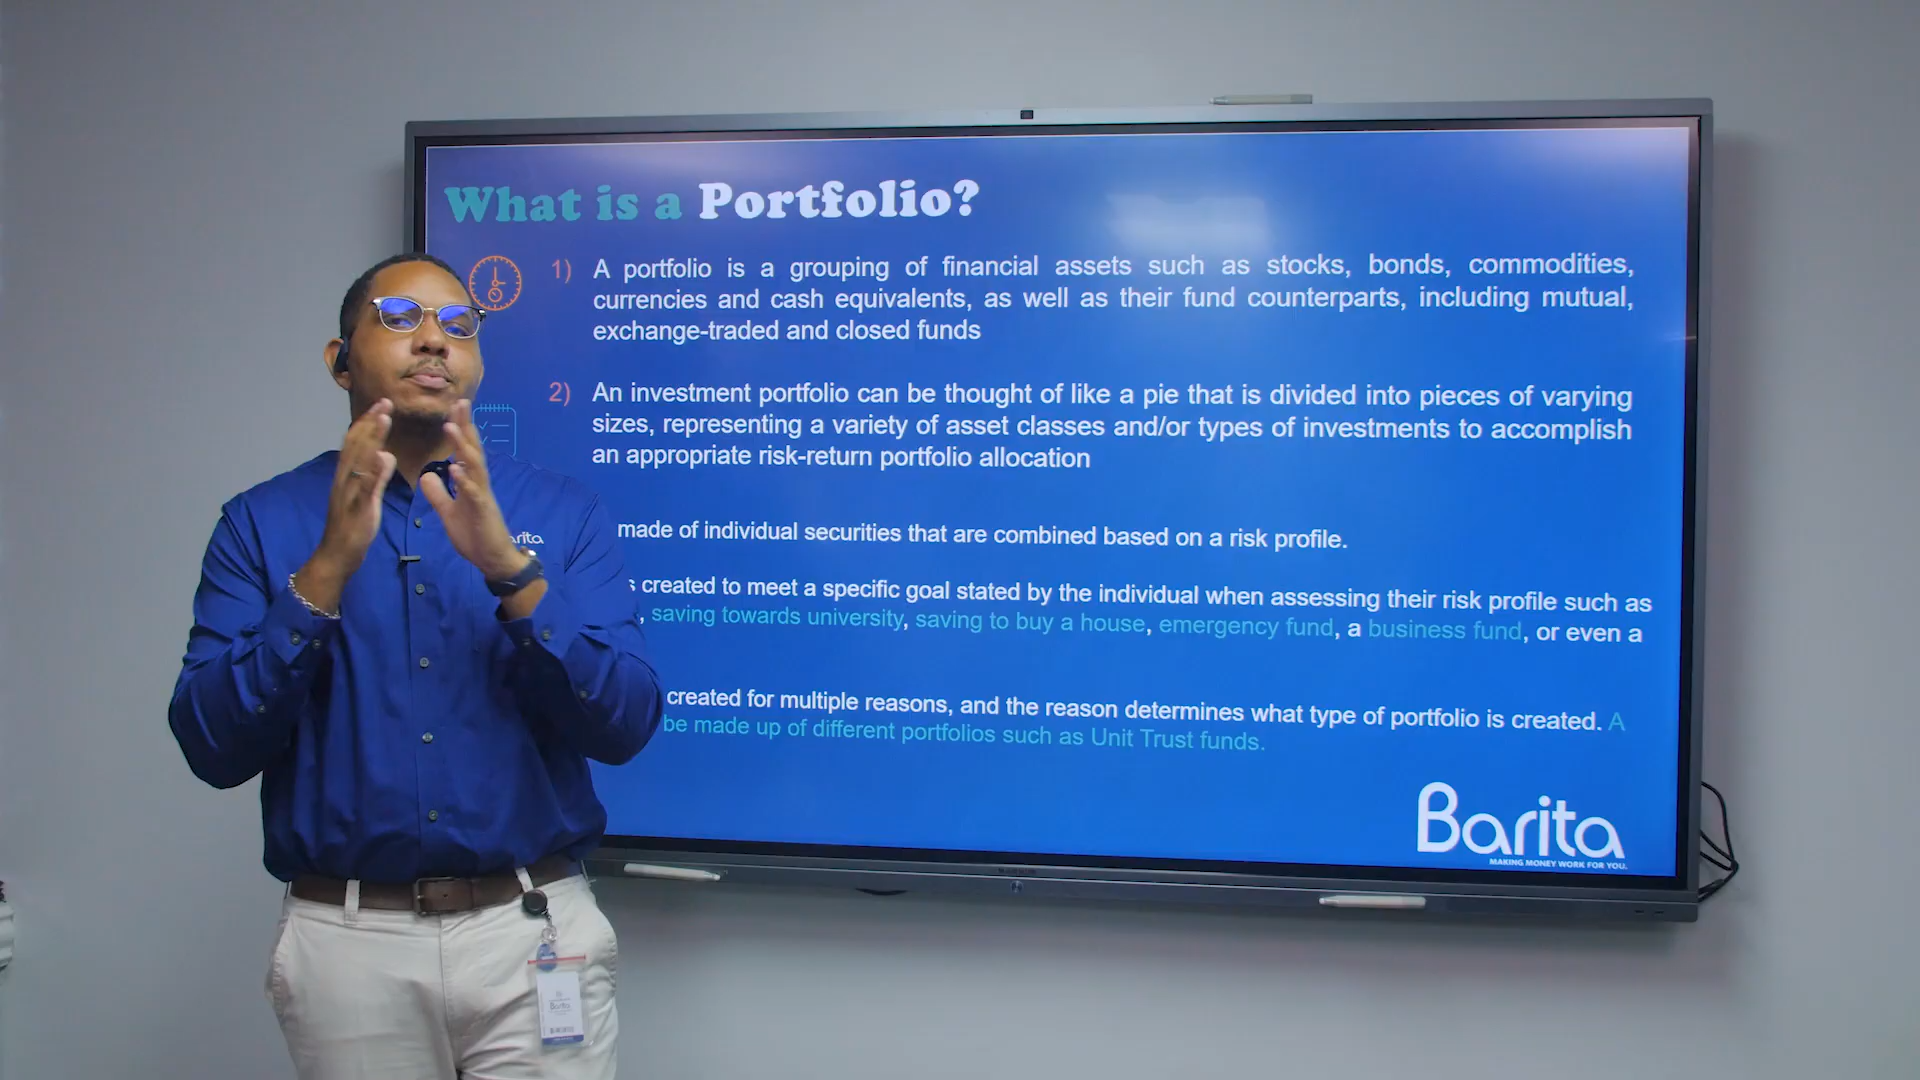 What is a Portfolio?
1) A portfolio is a grouping of financial assets such as stocks, bonds, commodities,
currencies and cash equivalents, as well as their fund counterparts, including mutual,
exchange-traded and closed funds
2) An investment portfolio can be thought of like a pie that is divided into pieces of varying
sizes, representing a variety of asset classes and/or types of investments to accomplish
an appropriate risk-return portfolio allocation
made of individual securities that are combined based on a risk profile.
s created to meet a specific goal stated by the individual when assessing their risk profile such as
, saving towards university, saving to buy a house, emergency fund, a business fund, or even a
created for multiple reasons, and the reason determines what type of portfolio is created. A
be made up of different portfolios such as Unit Trust funds.
Barita
MAKING MONEY WORK FOR YOU.
arita
Barita